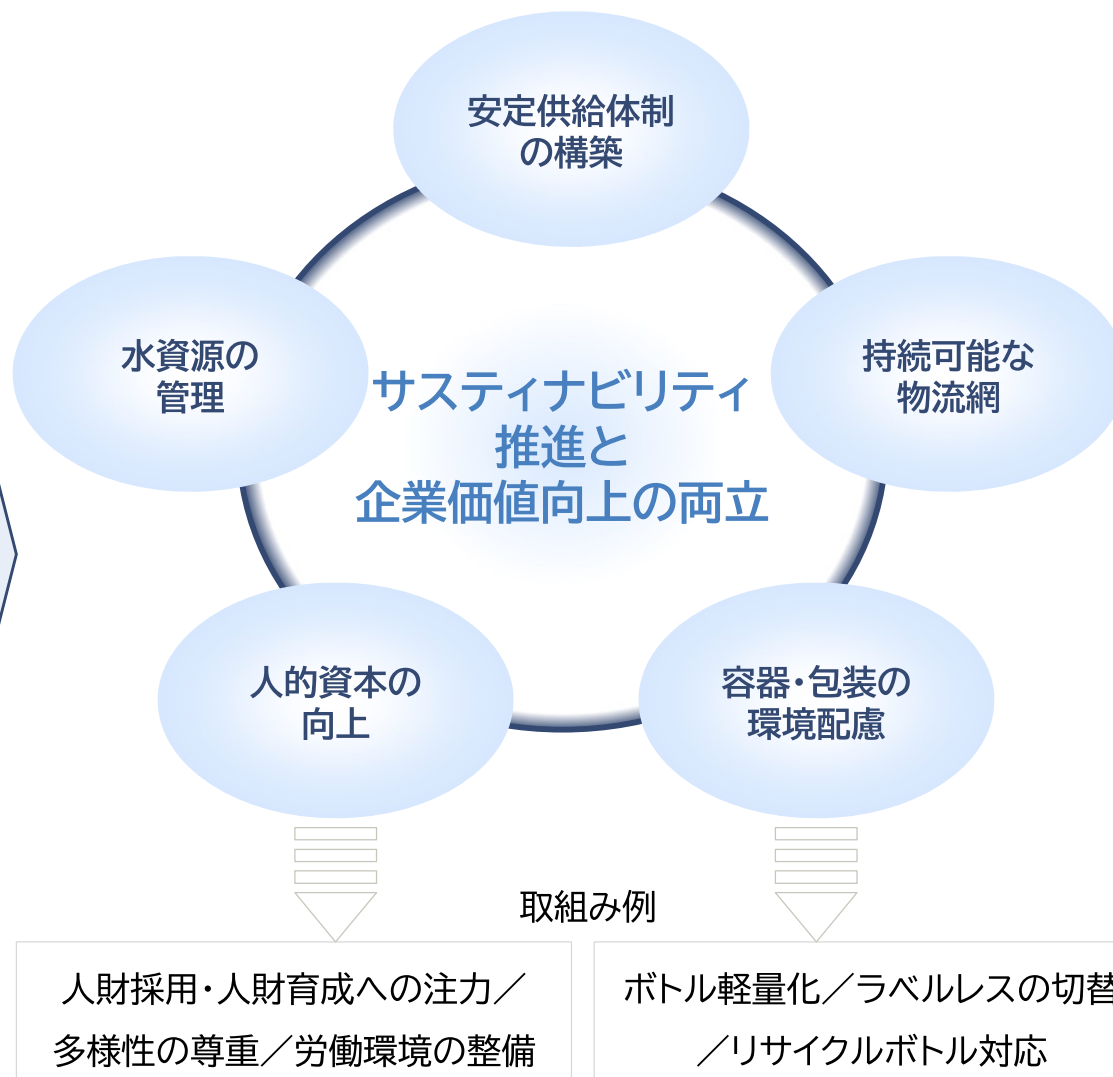 安定供給体制
の構築
水資源の
管理
持続可能な
物流網
サスティナビリティ
推進と
企業価値向上の両立
人的資本の
向上
容器・包装の
環境配慮
取組み例
人財採用・人財育成への注力／
多様性の尊重／労働環境の整備
ボトル軽量化／ラベルレスの切替
／リサイクルボトル対応